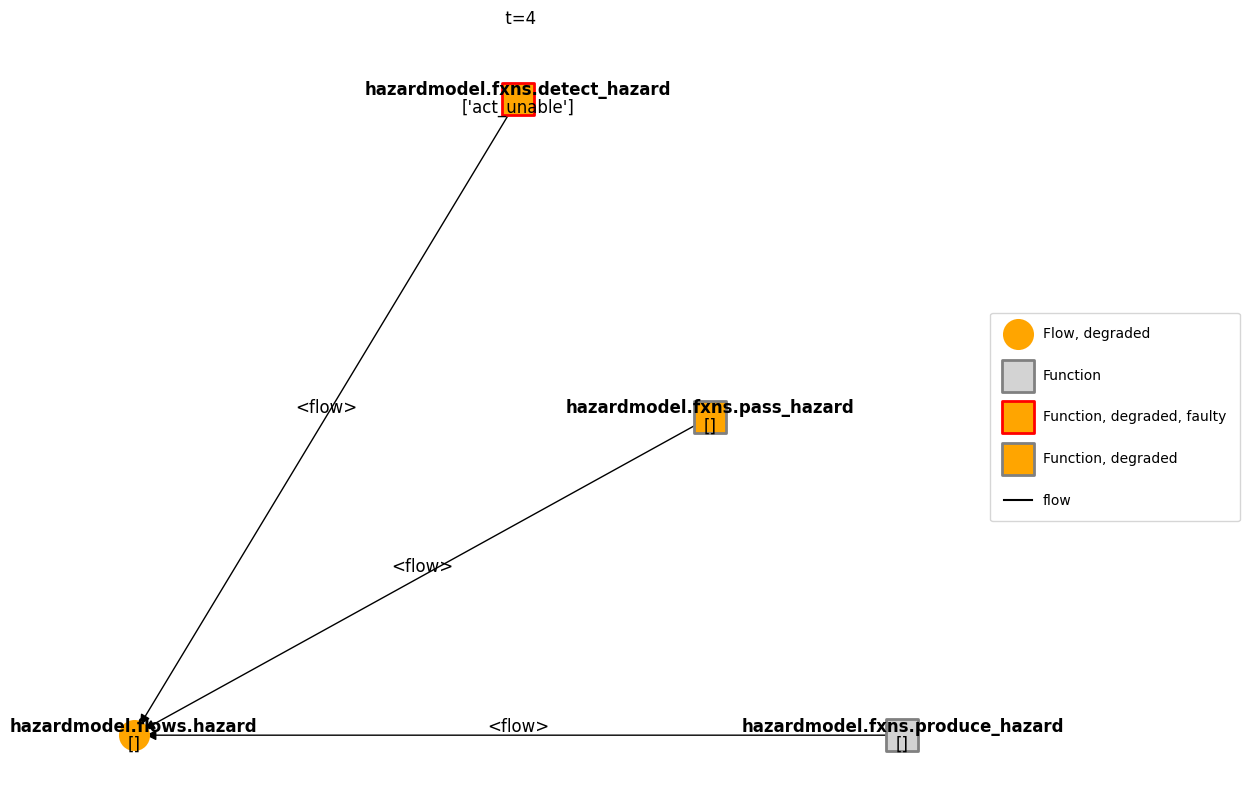 t=4
hazardmodel.fxns.detect_hazard
['act_unable']
<flow>
hazardmodel.fxns.pass_hazard
[]
<flow>
hazardmodel.flows.hazard
[]
<flow>
hazardmodel.fxns.produce_hazard
[]
Flow, degraded
Function
Function, degraded, faulty
Function, degraded
flow